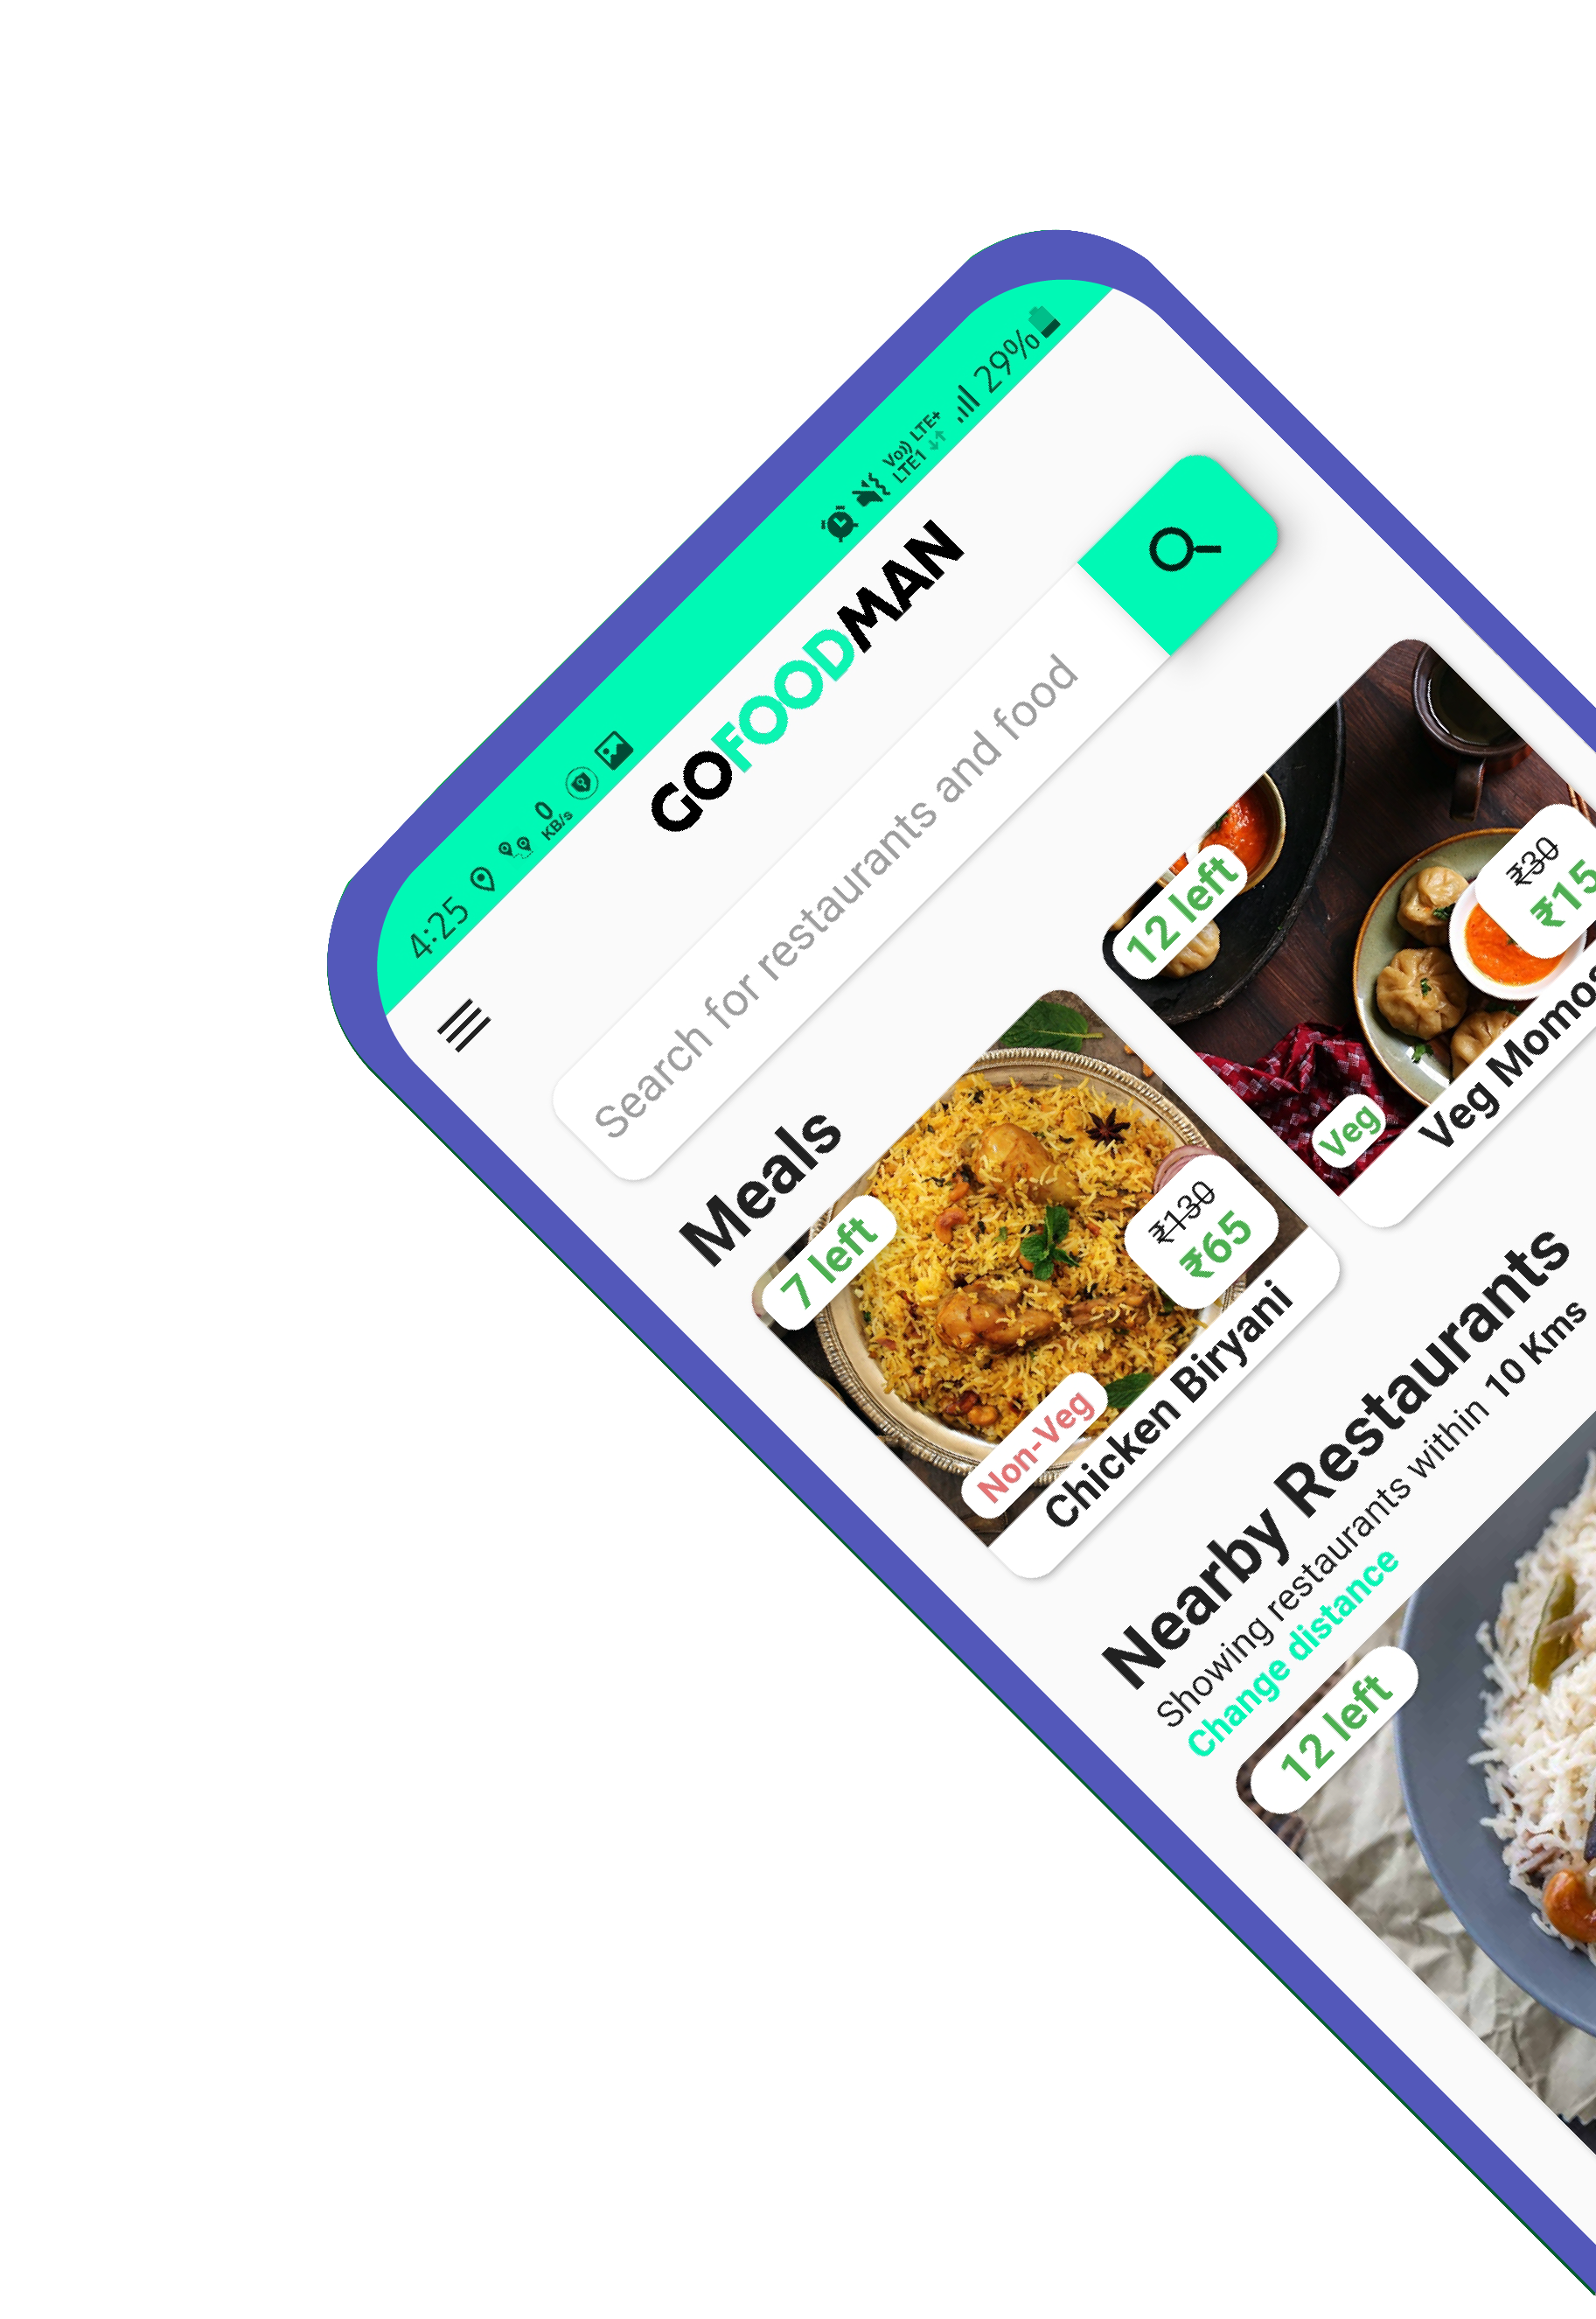 4:25
0
KB/s
Vo)) LTE+
LTE1
29%
GOFOODMAN
Search for restaurants and food
Meals
7 left
₹130
₹65
Non-Veg
Chicken Biryani
12 left
₹30
₹15
Veg
Veg Momos
Nearby Restaurants
Showing restaurants within 10 Kms
Change distance
12 left